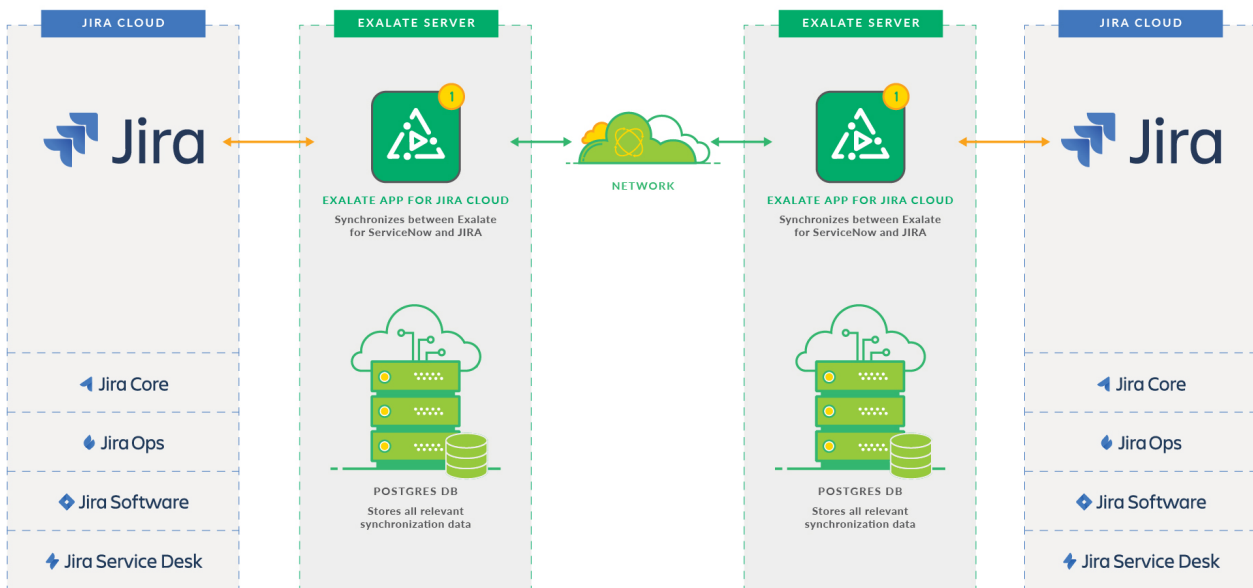 JIRA CLOUD
EXALATE SERVER
EXALATE SERVER
JIRA CLOUD
Jira
1
EXALATE APP FOR JIRA CLOUD
Synchronizes between Exalate
for ServiceNow and JIRA
NETWORK
1
EXALATE APP FOR JIRA CLOUD
Synchronizes between Exalate
for ServiceNow and JIRA
Jira
Jira Core
Jira Ops
Jira Software
Jira Service Desk
POSTGRES DB
Stores all relevant
synchronization data
POSTGRES DB
Stores all relevant
synchronization data
Jira Core
Jira Ops
Jira Software
Jira Service Desk